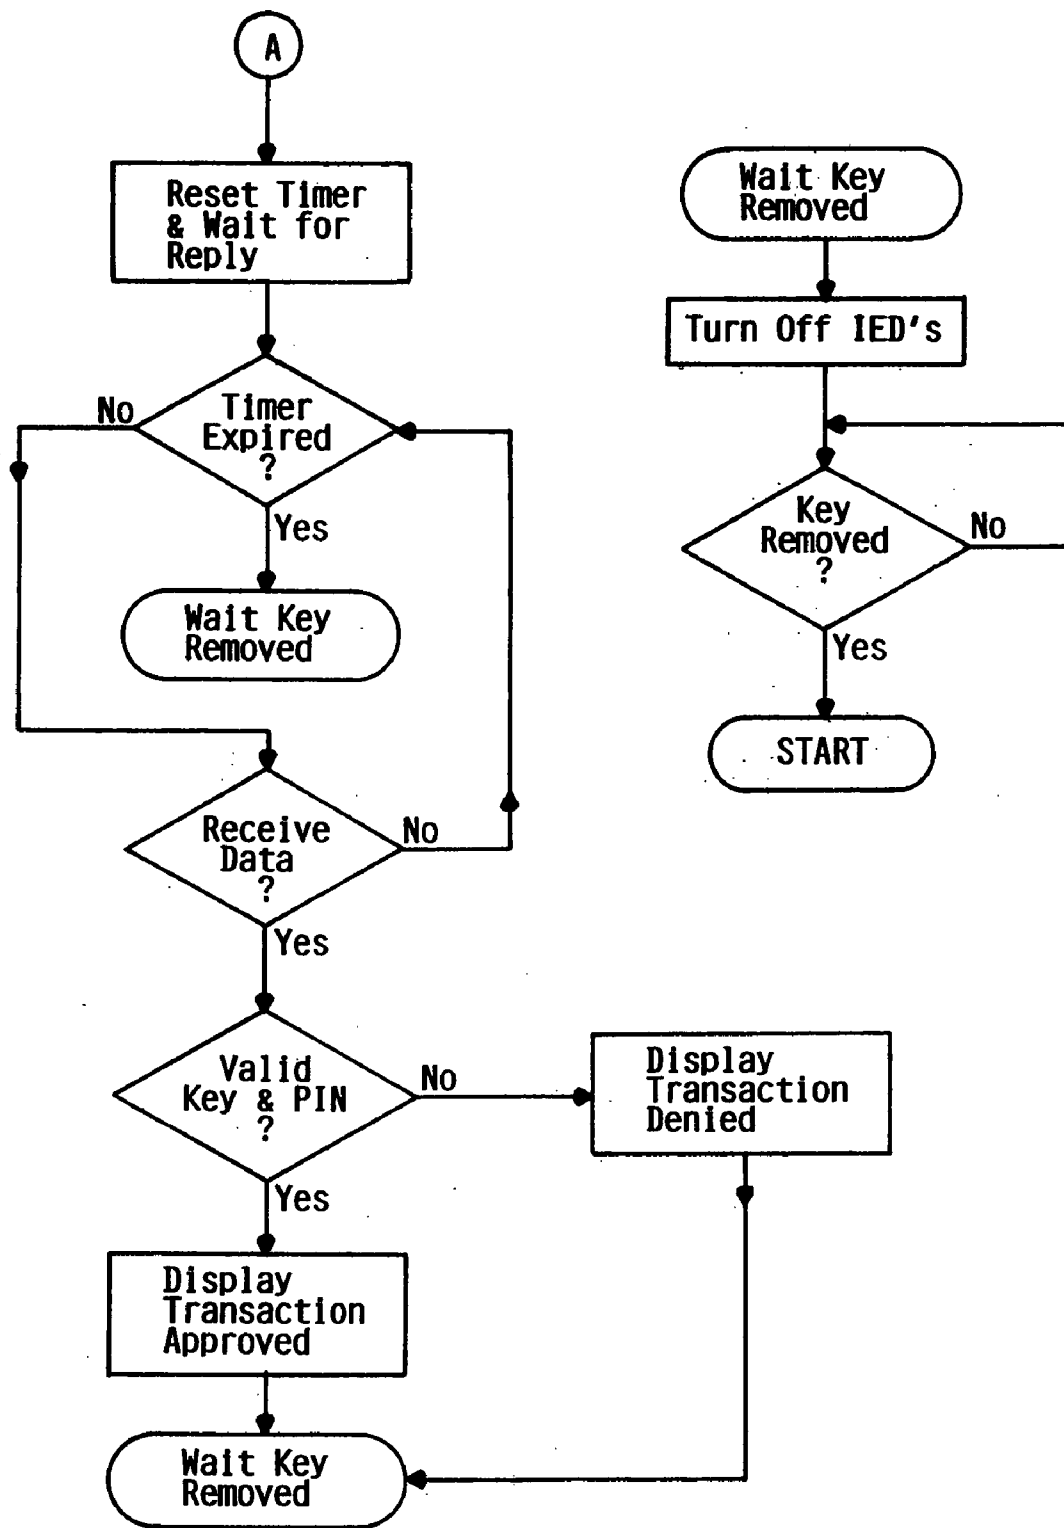 A
Reset Timer
& Wait for
Reply
Timer
Expired
?
No
Yes
Wait Key
Removed
Receive
Data
?
No
Yes
Valid
Key & PIN
?
No
Yes
Display
Transaction
Denied
Display
Transaction
Approved
Wait Key
Removed
Wait Key
Removed
Turn Off IED's
Key
Removed
?
No
Yes
START